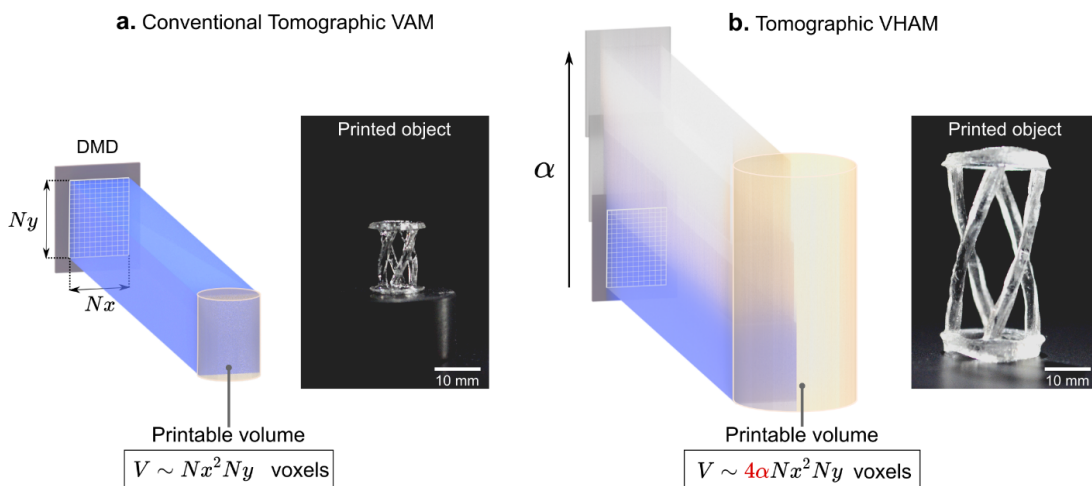 a. Conventional Tomographic VAM
DMD
Ny
Nx
Printed object
10 mm
Printable volume
V ∼ Nx²Ny voxels
b. Tomographic VHAM
α
Printed object
10 mm
Printable volume
V ∼ 4αNx²Ny voxels